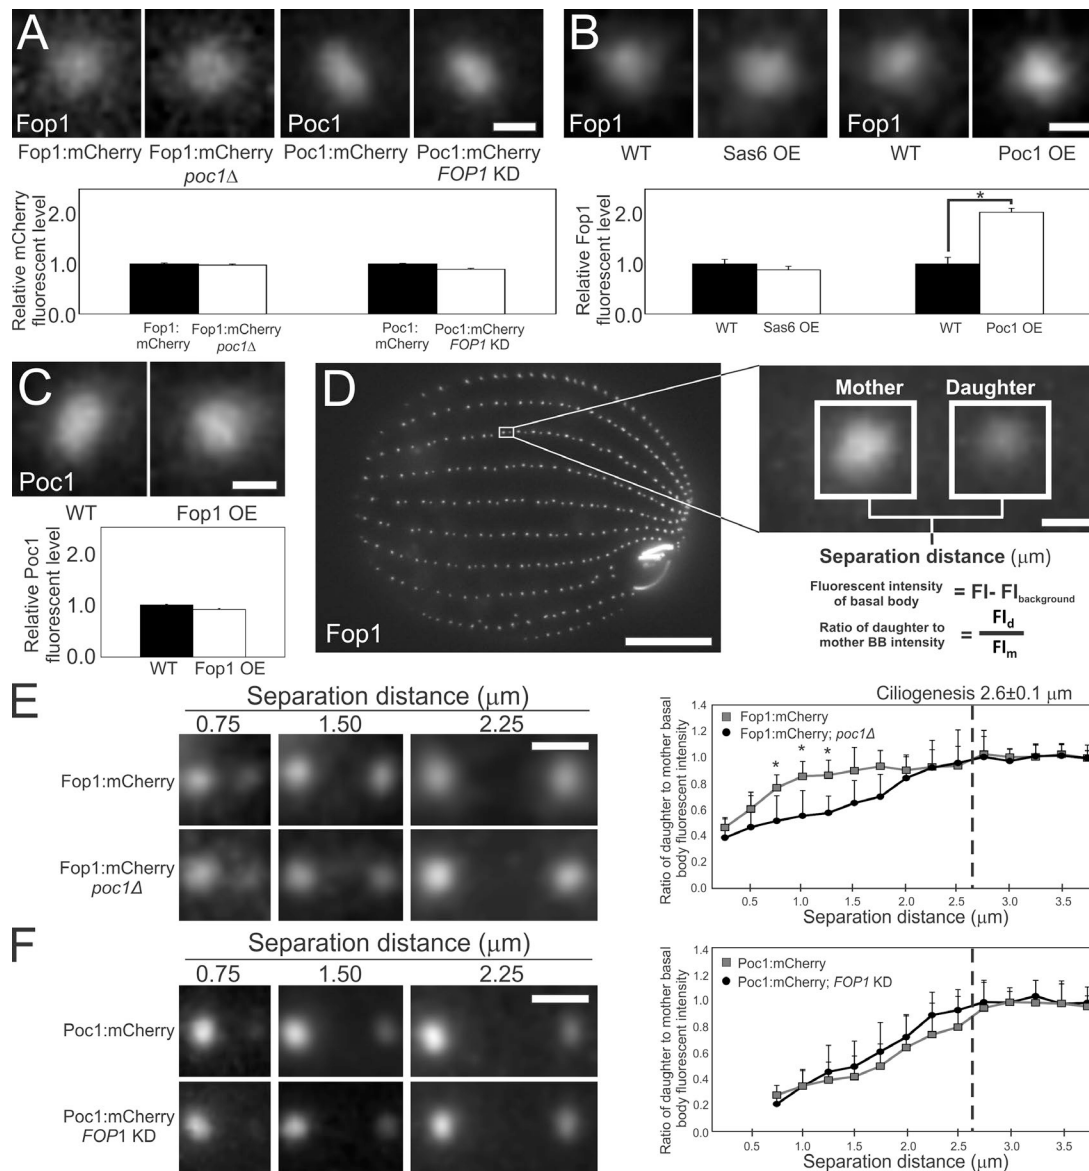 A
Fop1
Poc1
Fop1:mCherry
Fop1:mCherry
poc1Δ
Poc1:mCherry
Poc1:mCherry
FOP1 KD
Relative mCherry
fluorescent level
2.0
1.0
0.0
Fop1:
mCherry
Fop1:mCherry
poc1Δ
Poc1:
mCherry
Poc1:mCherry
FOP1 KD
B
Fop1
Fop1
WT
Sas6 OE
WT
Poc1 OE
Relative Fop1
fluorescent level
2.0
1.0
0.0
*
WT
Sas6 OE
WT
Poc1 OE
C
Poc1
WT
Fop1 OE
Relative Poc1
fluorescent level
2.0
1.0
0.0
WT
Fop1 OE
D
Fop1
Mother
Daughter
Separation distance (μm)
Fluorescent intensity
of basal body
= FI- FIbackground
Ratio of daughter to
mother BB intensity
=
FId
FIm
E
Separation distance (μm)
0.75 1.50 2.25
Fop1:mCherry
Fop1:mCherry
poc1Δ
Ciliogenesis 2.6±0.1 μm
Fop1:mCherry
Fop1:mCherry; poc1Δ
* * *
Ratio of daughter to mother basal
body fluorescent intensity
1.4
1.2
1.0
0.8
0.6
0.4
0.2
0.0
0.5 1.0 1.5 2.0 2.5 3.0 3.5
Separation distance (μm)
F
Separation distance (μm)
0.75 1.50 2.25
Poc1:mCherry
Poc1:mCherry
FOP1 KD
Poc1:mCherry
Poc1:mCherry; FOP1 KD
Ratio of daughter to mother basal
body fluorescent intensity
1.4
1.2
1.0
0.8
0.6
0.4
0.2
0.0
0.5 1.0 1.5 2.0 2.5 3.0 3.5
Separation distance (μm)